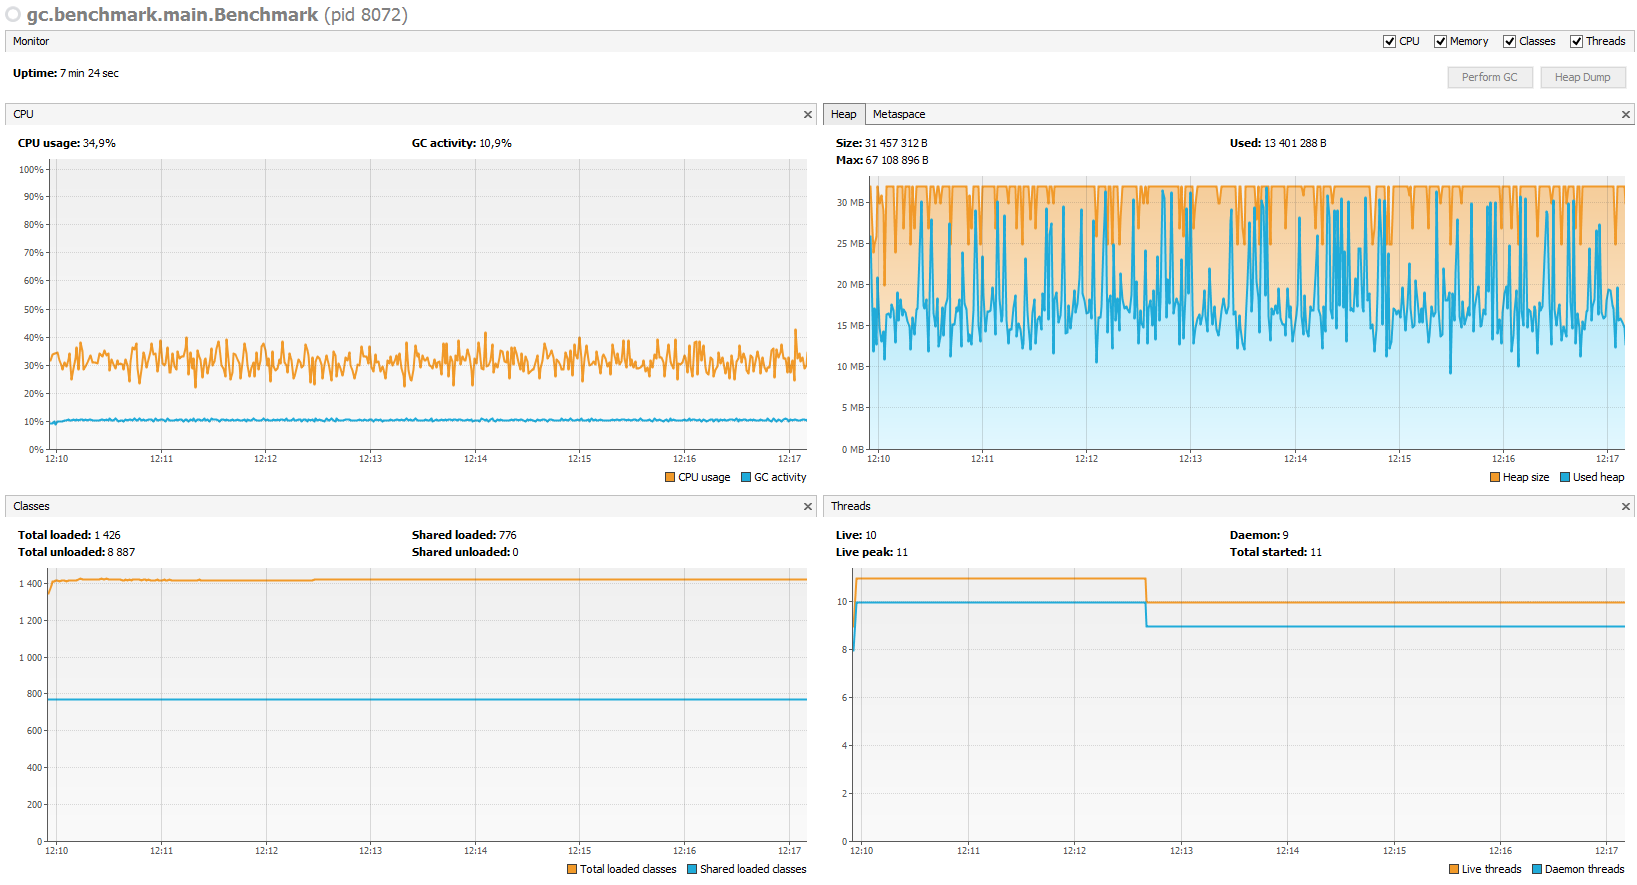 gc.benchmark.main.Benchmark (pid 8072)
Monitor
CPU Memory Classes Threads
Uptime: 7 min 24 sec
Perform GC Heap Dump
CPU
CPU usage: 34,9% GC activity: 10,9%
100%
90%
80%
70%
60%
50%
40%
30%
20%
10%
0%
12:10 12:11 12:12 12:13 12:14 12:15 12:16 12:17
CPU usage GC activity
Heap Metaspace
Size: 31 457 312 B Used: 13 401 288 B
Max: 67 108 896 B
30 MB
25 MB
20 MB
15 MB
10 MB
5 MB
0 MB
12:10 12:11 12:12 12:13 12:14 12:15 12:16 12:17
Heap size Used heap
Classes
Total loaded: 1 426 Shared loaded: 776
Total unloaded: 8 887 Shared unloaded: 0
1 400
1 200
1 000
800
600
400
200
0
12:10 12:11 12:12 12:13 12:14 12:15 12:16 12:17
Total loaded classes Shared loaded classes
Threads
Live: 10 Daemon: 9
Live peak: 11 Total started: 11
10
8
6
4
2
0
12:10 12:11 12:12 12:13 12:14 12:15 12:16 12:17
Live threads Daemon threads